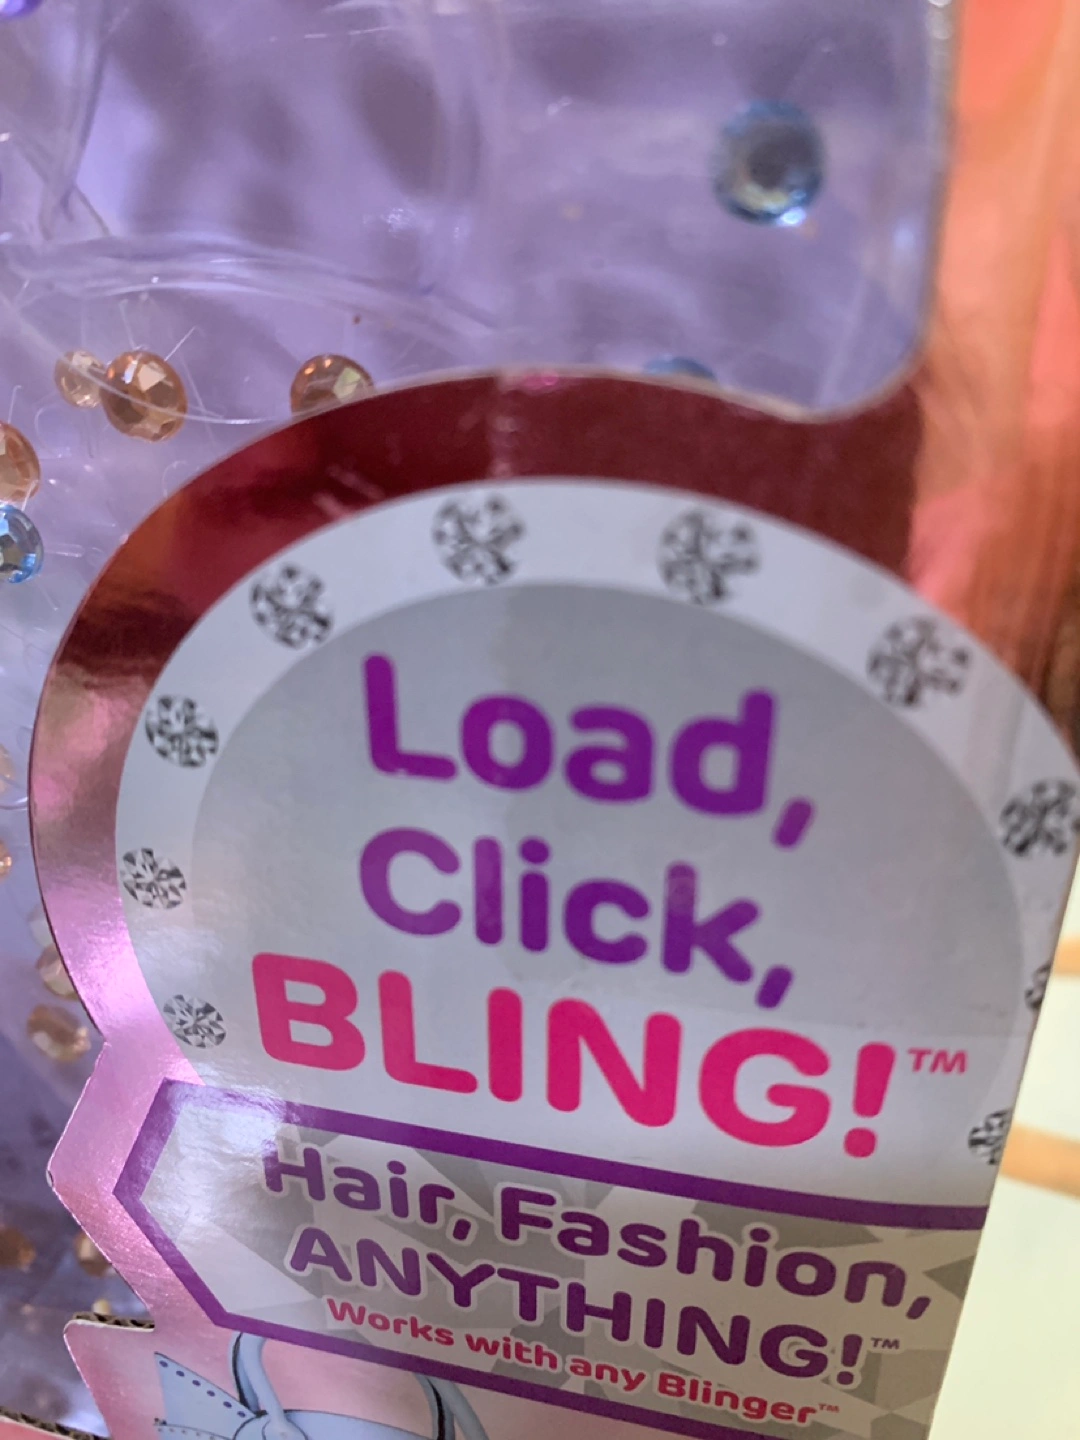 Load,
Click,
BLING!™
Hair, Fashion,
ANYTHING!™
Works with any Blinger™